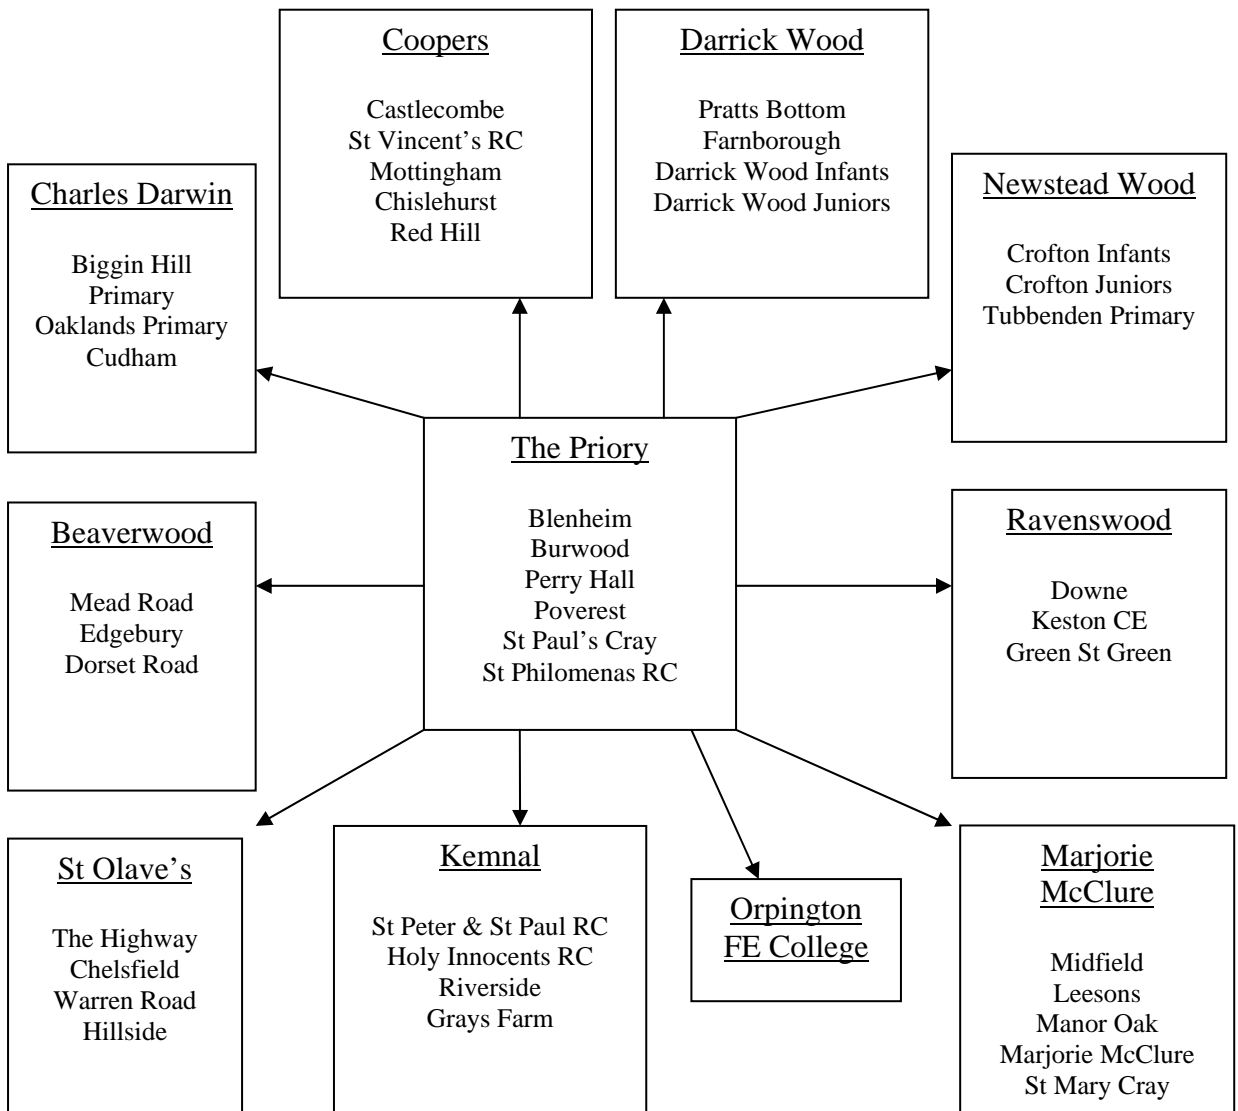 Coopers
Castlecombe
St Vincent’s RC
Mottingham
Chislehurst
Red Hill
Darrick Wood
Pratts Bottom
Farnborough
Darrick Wood Infants
Darrick Wood Juniors
Charles Darwin
Biggin Hill
Primary
Oaklands Primary
Cudham
Newstead Wood
Crofton Infants
Crofton Juniors
Tubbenden Primary
The Priory
Blenheim
Burwood
Perry Hall
Poverest
St Paul’s Cray
St Philomenas RC
Beaverwood
Mead Road
Edgebury
Dorset Road
Ravenswood
Downe
Keston CE
Green St Green
St Olave’s
The Highway
Chelsfield
Warren Road
Hillside
Kemnal
St Peter & St Paul RC
Holy Innocents RC
Riverside
Grays Farm
Orpington
FE College
Marjorie
McClure
Midfield
Leesons
Manor Oak
Marjorie McClure
St Mary Cray